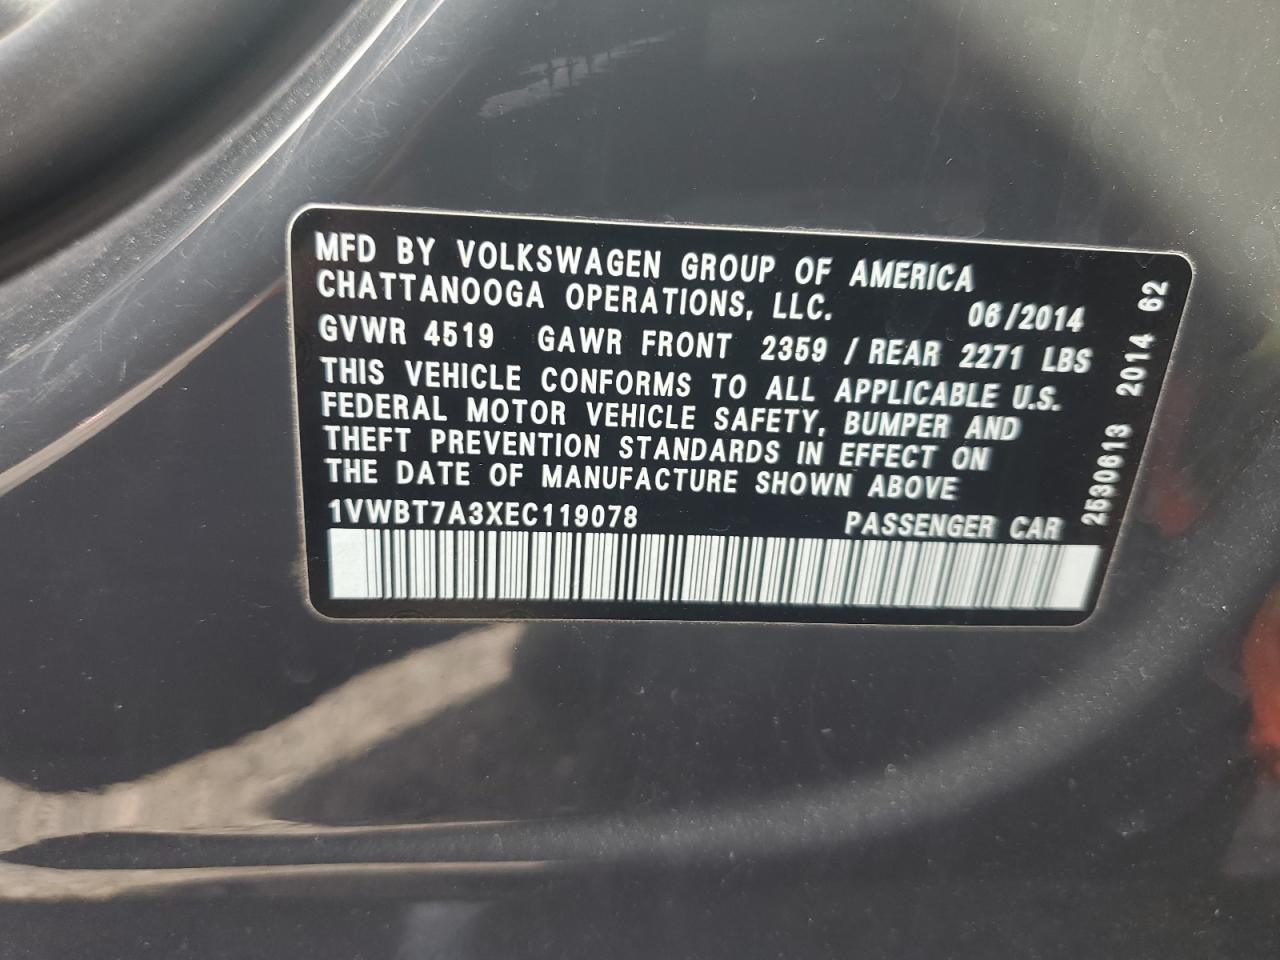 MFD BY VOLKSWAGEN GROUP OF AMERICA
CHATTANOOGA OPERATIONS, LLC. 06/2014
GVWR 4519 GAWR FRONT 2359 / REAR 2271 LBS
THIS VEHICLE CONFORMS TO ALL APPLICABLE U.S.
FEDERAL MOTOR VEHICLE SAFETY, BUMPER AND
THEFT PREVENTION STANDARDS IN EFFECT ON
THE DATE OF MANUFACTURE SHOWN ABOVE
1VWBT7A3XEC119078 PASSENGER CAR
2530613 2014 62